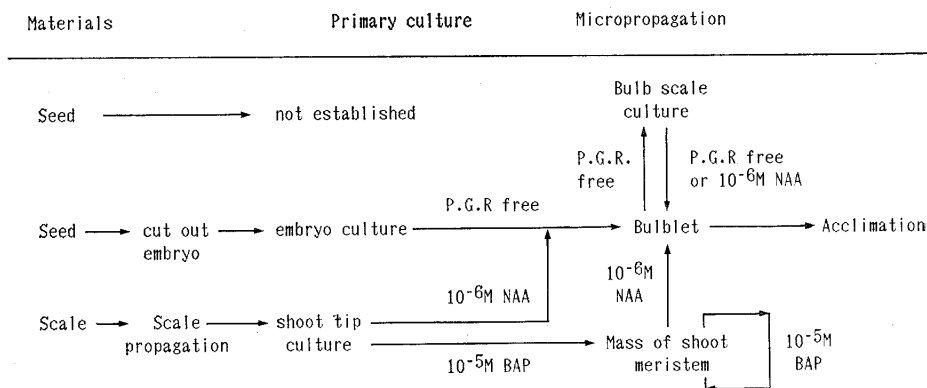 Materials Primary culture Micropropagation
Bulb scale
culture
Seed not established
P.G.R.
free
P.G.R free
or 10⁻⁶M NAA
P.G.R free
Seed cut out
embryo embryo culture Bulblet Acclimation
10⁻⁶M NAA
10⁻⁶M
NAA
Scale Scale
propagation shoot tip
culture Mass of shoot
meristem
10⁻⁵M BAP
10⁻⁵M
BAP